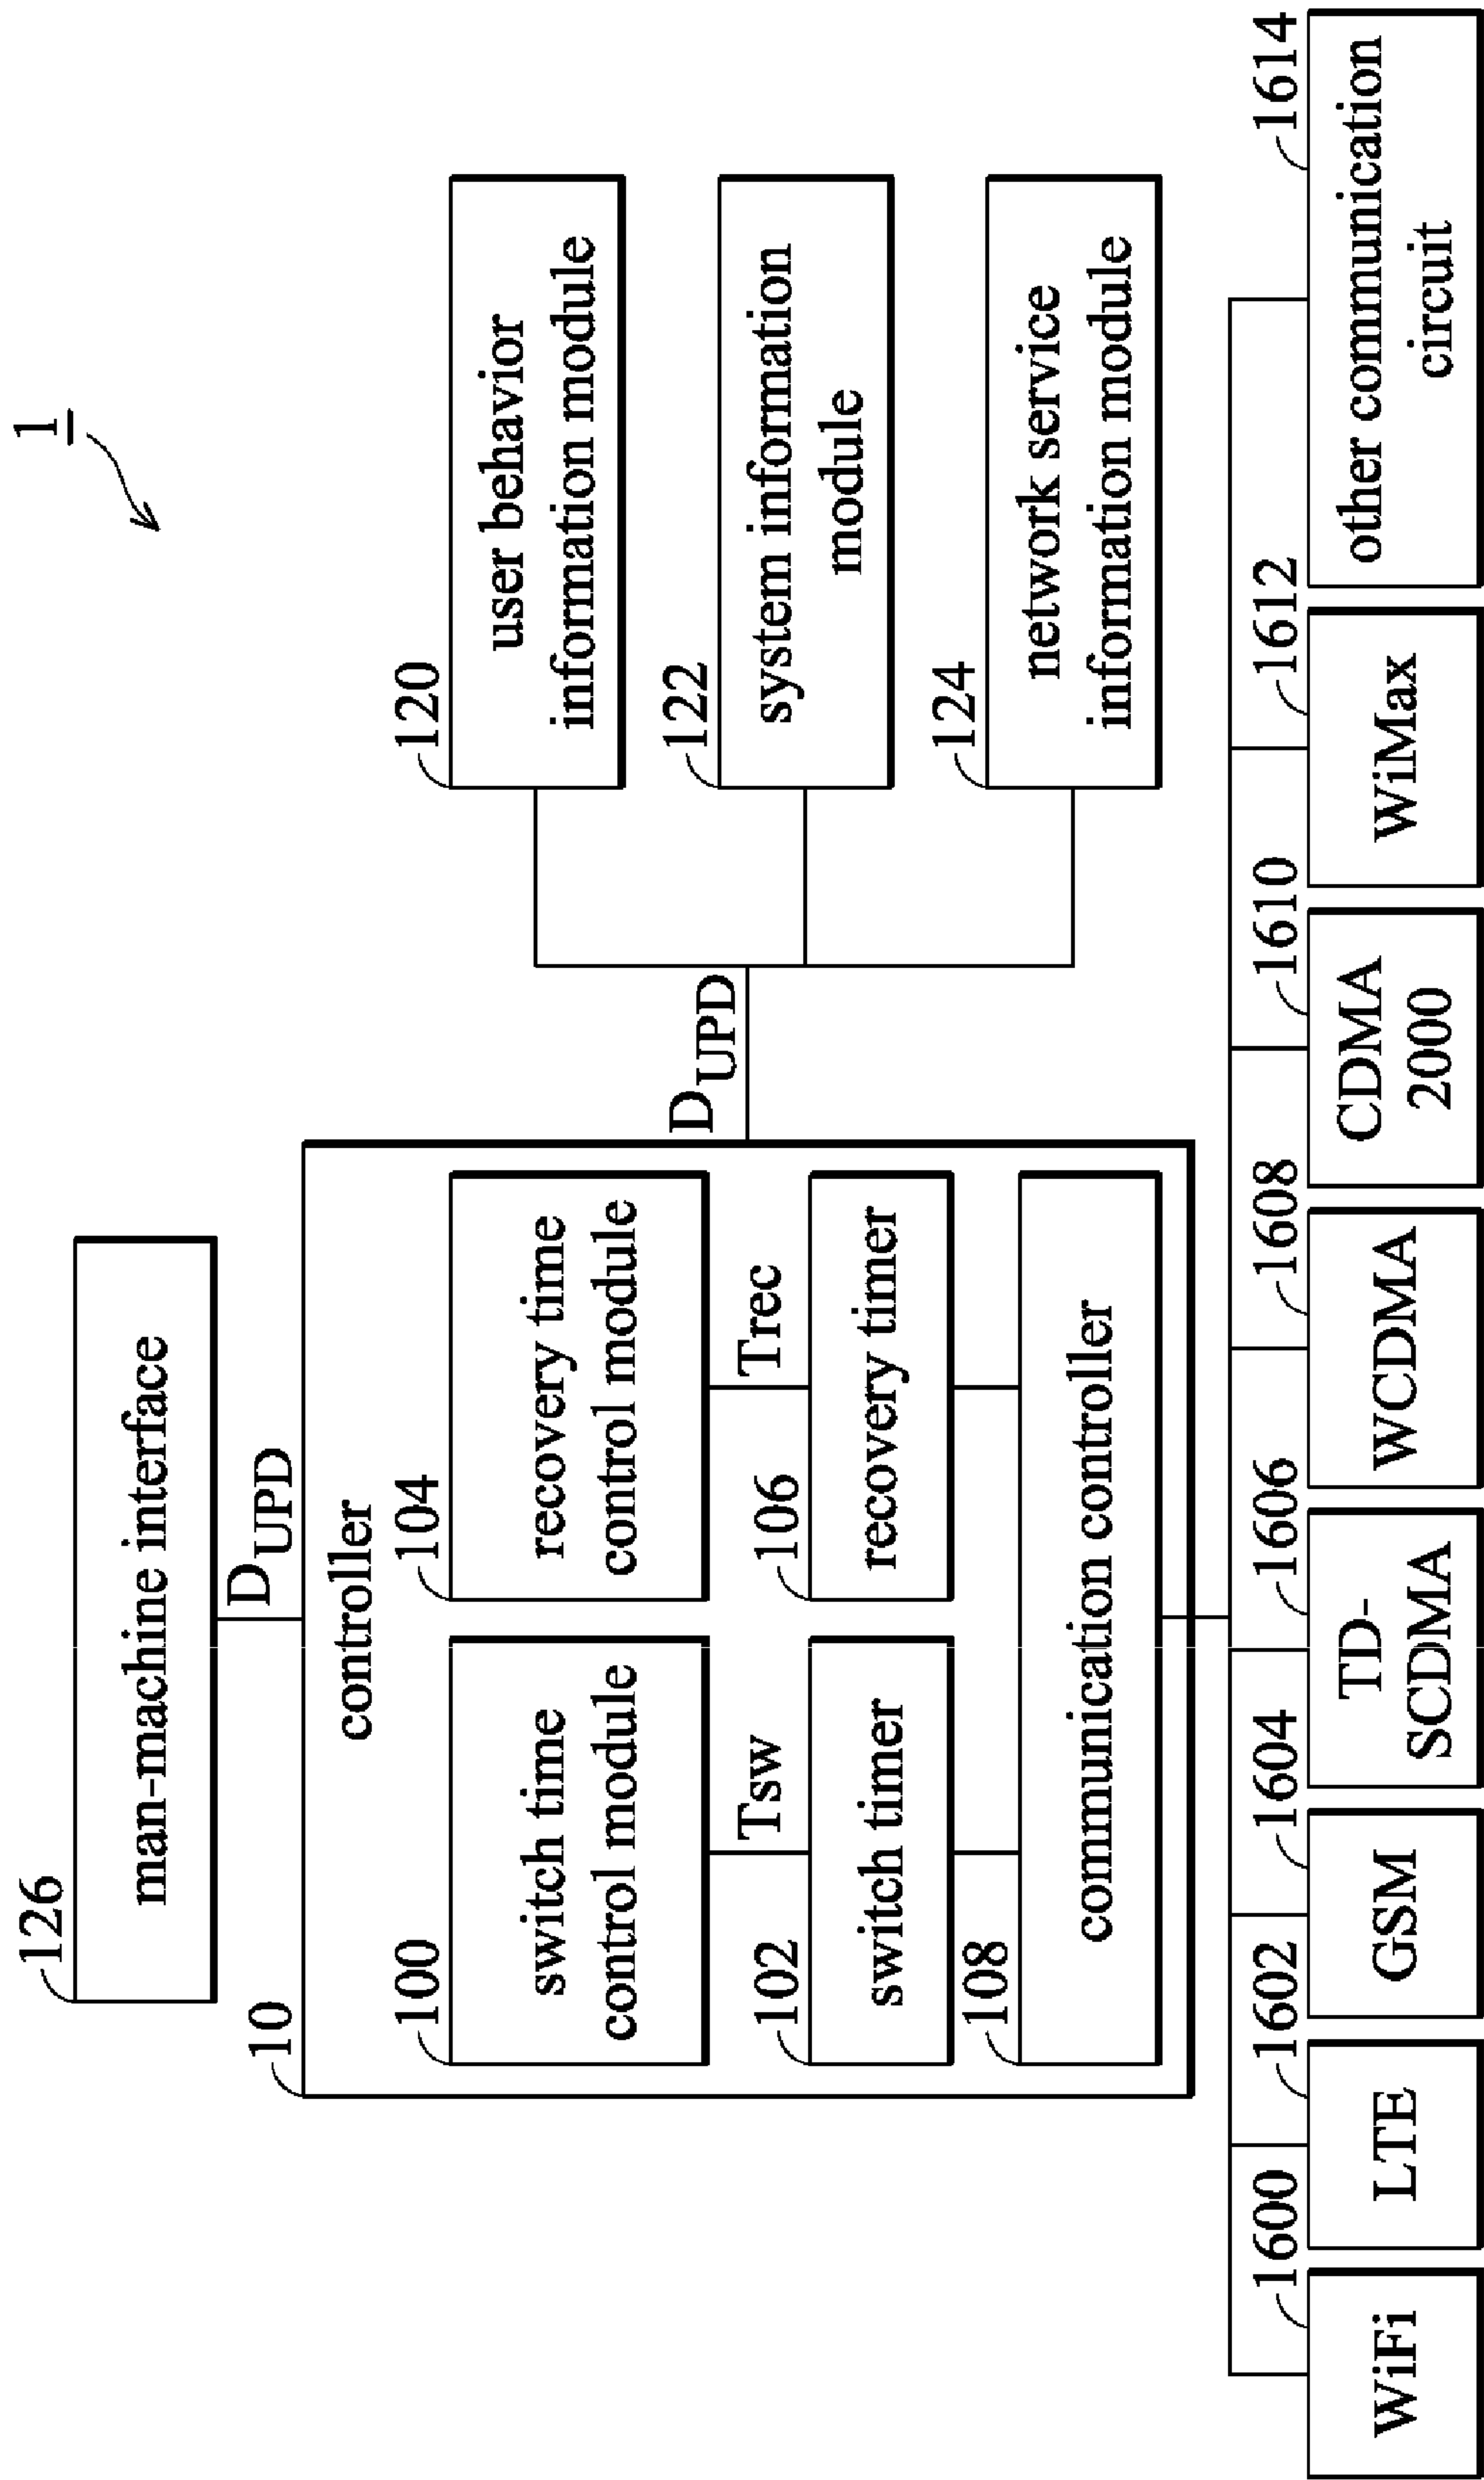 1
126
man-machine interface
D_UPD
10
controller
100
switch time
control module
104
recovery time
control module
Tsw
Trec
102
switch timer
106
recovery timer
108
communication controller
D_UPD
120
user behavior
information module
122
system information
module
124
network service
information module
1600
WiFi
1602
LTE
1604
GSM
1606
TD-
SCDMA
1608
WCDMA
1610
CDMA
2000
1612
WiMax
1614
other communication
circuit